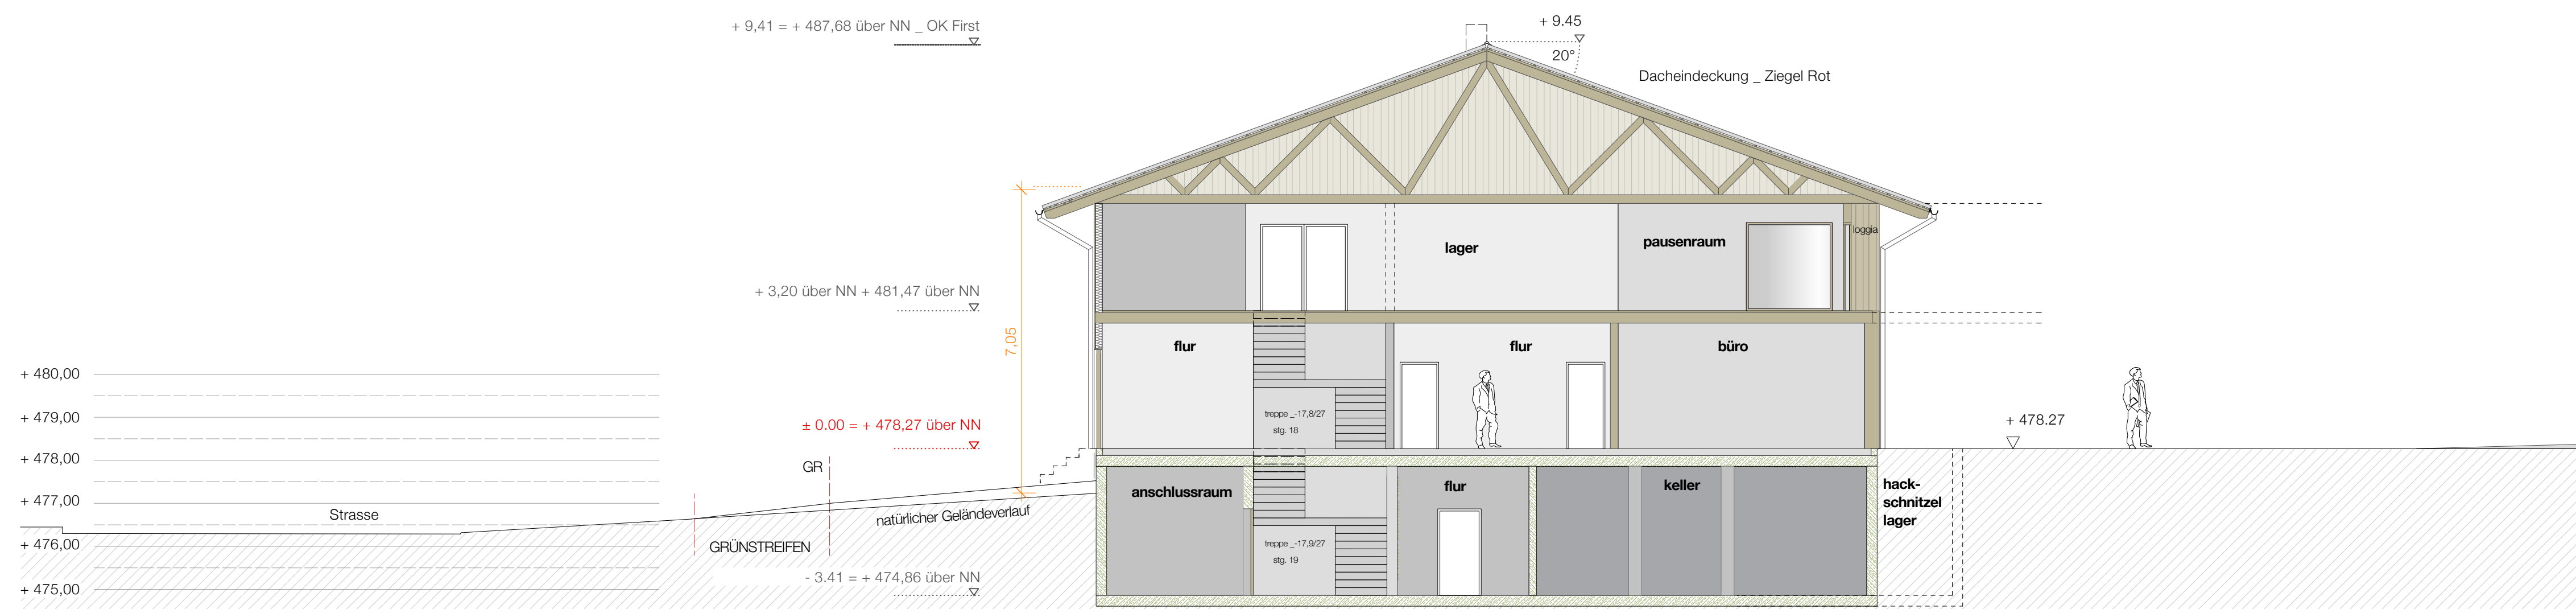 + 9,41 = + 487,68 über NN _ OK First
+ 9.45
20°
Dacheindeckung _ Ziegel Rot
lager
pausenraum
loggia
+ 3,20 über NN + 481,47 über NN
7,05
flur
flur
büro
+ 480,00
+ 479,00
+ 478,00
+ 477,00
+ 476,00
+ 475,00
treppe _-17,8/27
stg. 18
± 0.00 = + 478,27 über NN
+ 478.27
GR
anschlussraum
flur
keller
hack-
schnitzel
lager
Strasse
natürlicher Geländeverlauf
GRÜNSTREIFEN
treppe _-17,9/27
stg. 19
- 3.41 = + 474,86 über NN